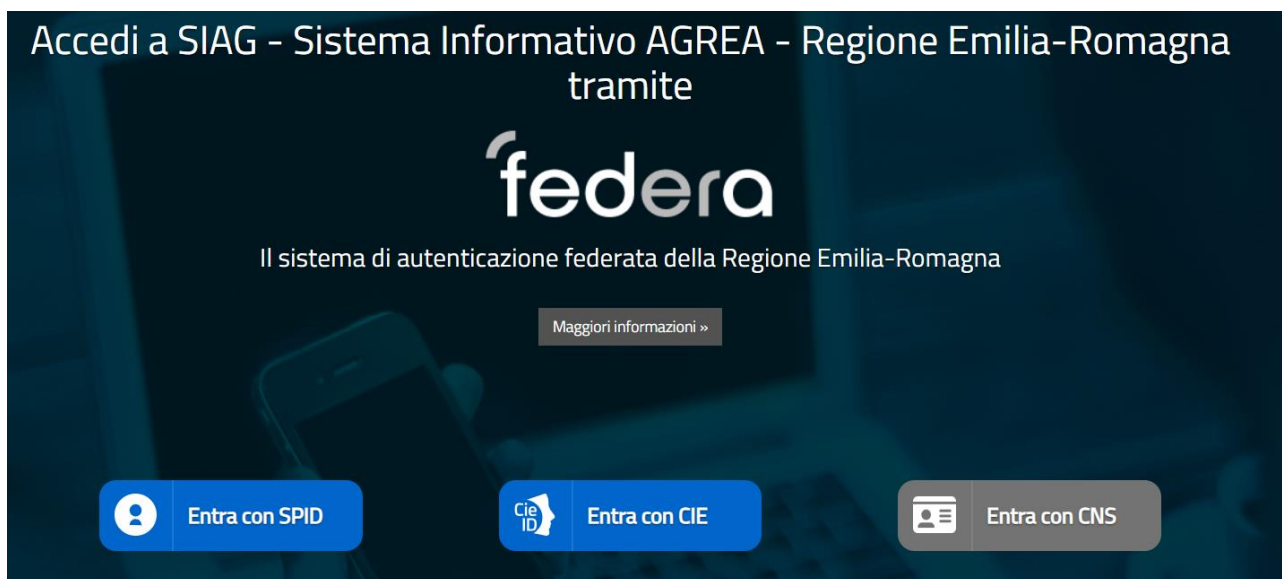 Accedi a SIAG - Sistema Informativo AGREA - Regione Emilia-Romagna
tramite
federa
Il sistema di autenticazione federata della Regione Emilia-Romagna
Maggiori informazioni »
Entra con SPID
Cie
ID
Entra con CIE
Entra con CNS